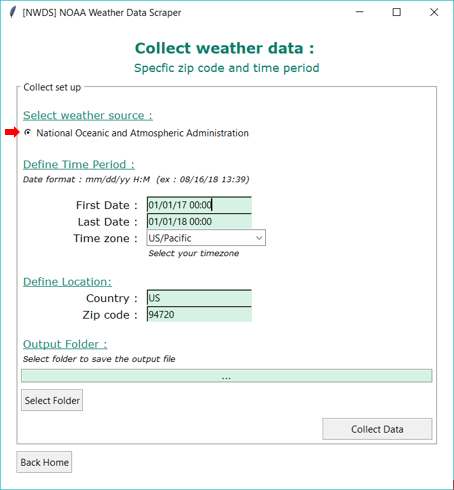 [NWDS] NOAA Weather Data Scraper
Collect weather data :
Specfic zip code and time period
Collect set up
Select weather source :
National Oceanic and Atmospheric Administration
Define Time Period :
Date format : mm/dd/yy H:M (ex : 08/16/18 13:39)
First Date : 01/01/17 00:00
Last Date : 01/01/18 00:00
Time zone : US/Pacific
Select your timezone
Define Location:
Country : US
Zip code : 94720
Output Folder :
Select folder to save the output file
...
Select Folder
Collect Data
Back Home